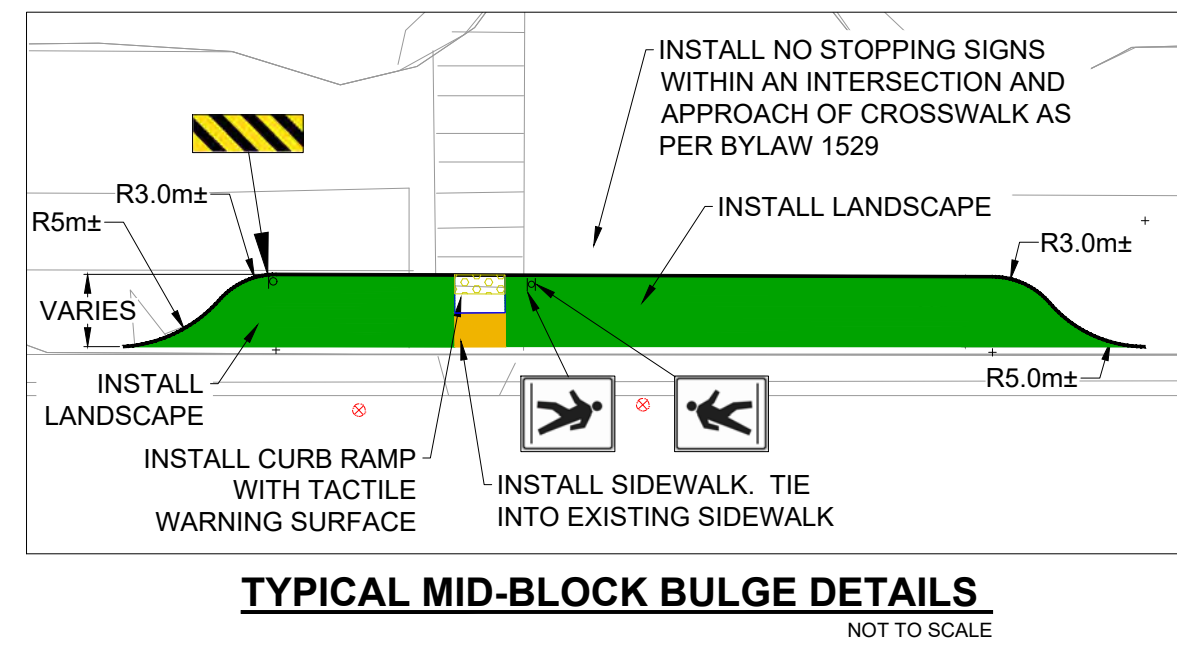 INSTALL NO STOPPING SIGNS
WITHIN AN INTERSECTION AND
APPROACH OF CROSSWALK AS
PER BYLAW 1529
R3.0m±
R5m±
INSTALL LANDSCAPE
R3.0m±
VARIES
R5.0m±
INSTALL
LANDSCAPE
INSTALL CURB RAMP
WITH TACTILE
WARNING SURFACE
INSTALL SIDEWALK. TIE
INTO EXISTING SIDEWALK
TYPICAL MID-BLOCK BULGE DETAILS
NOT TO SCALE